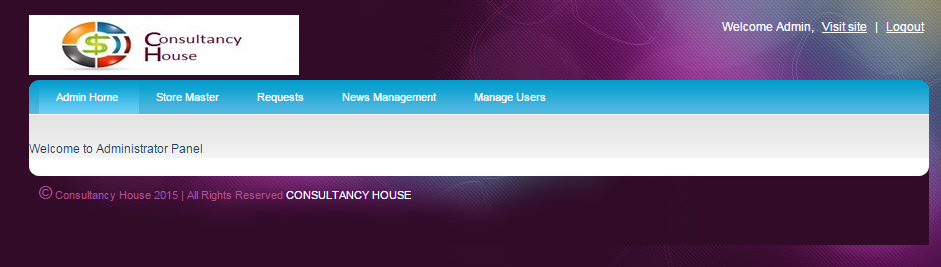 Consultancy
House
Welcome Admin, Visit site | Logout
Admin Home Store Master Requests News Management Manage Users
Welcome to Administrator Panel
© Consultancy House 2015 | All Rights Reserved CONSULTANCY HOUSE